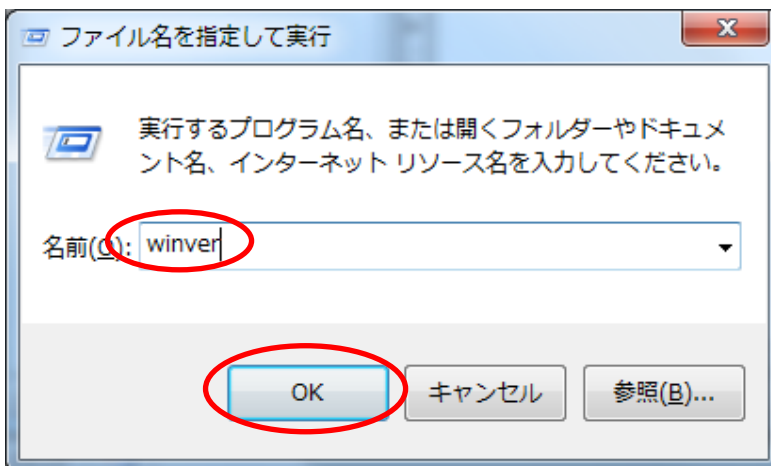 ファイル名を指定して実行
実行するプログラム名、または開くフォルダーやドキュメ
ント名、インターネット リソース名を入力してください。
名前(O): winver
OK キャンセル 参照(B)...